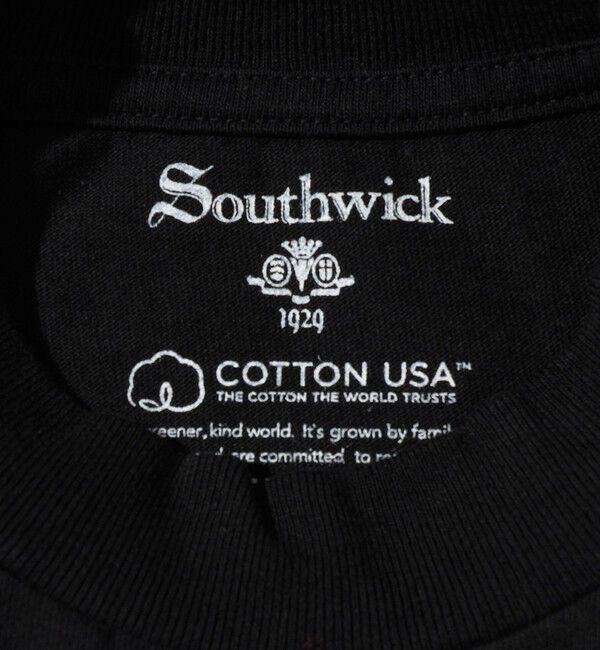 Southwick
1929
COTTON USA™
THE COTTON THE WORLD TRUSTS
kind world. It's grown by
are committed to